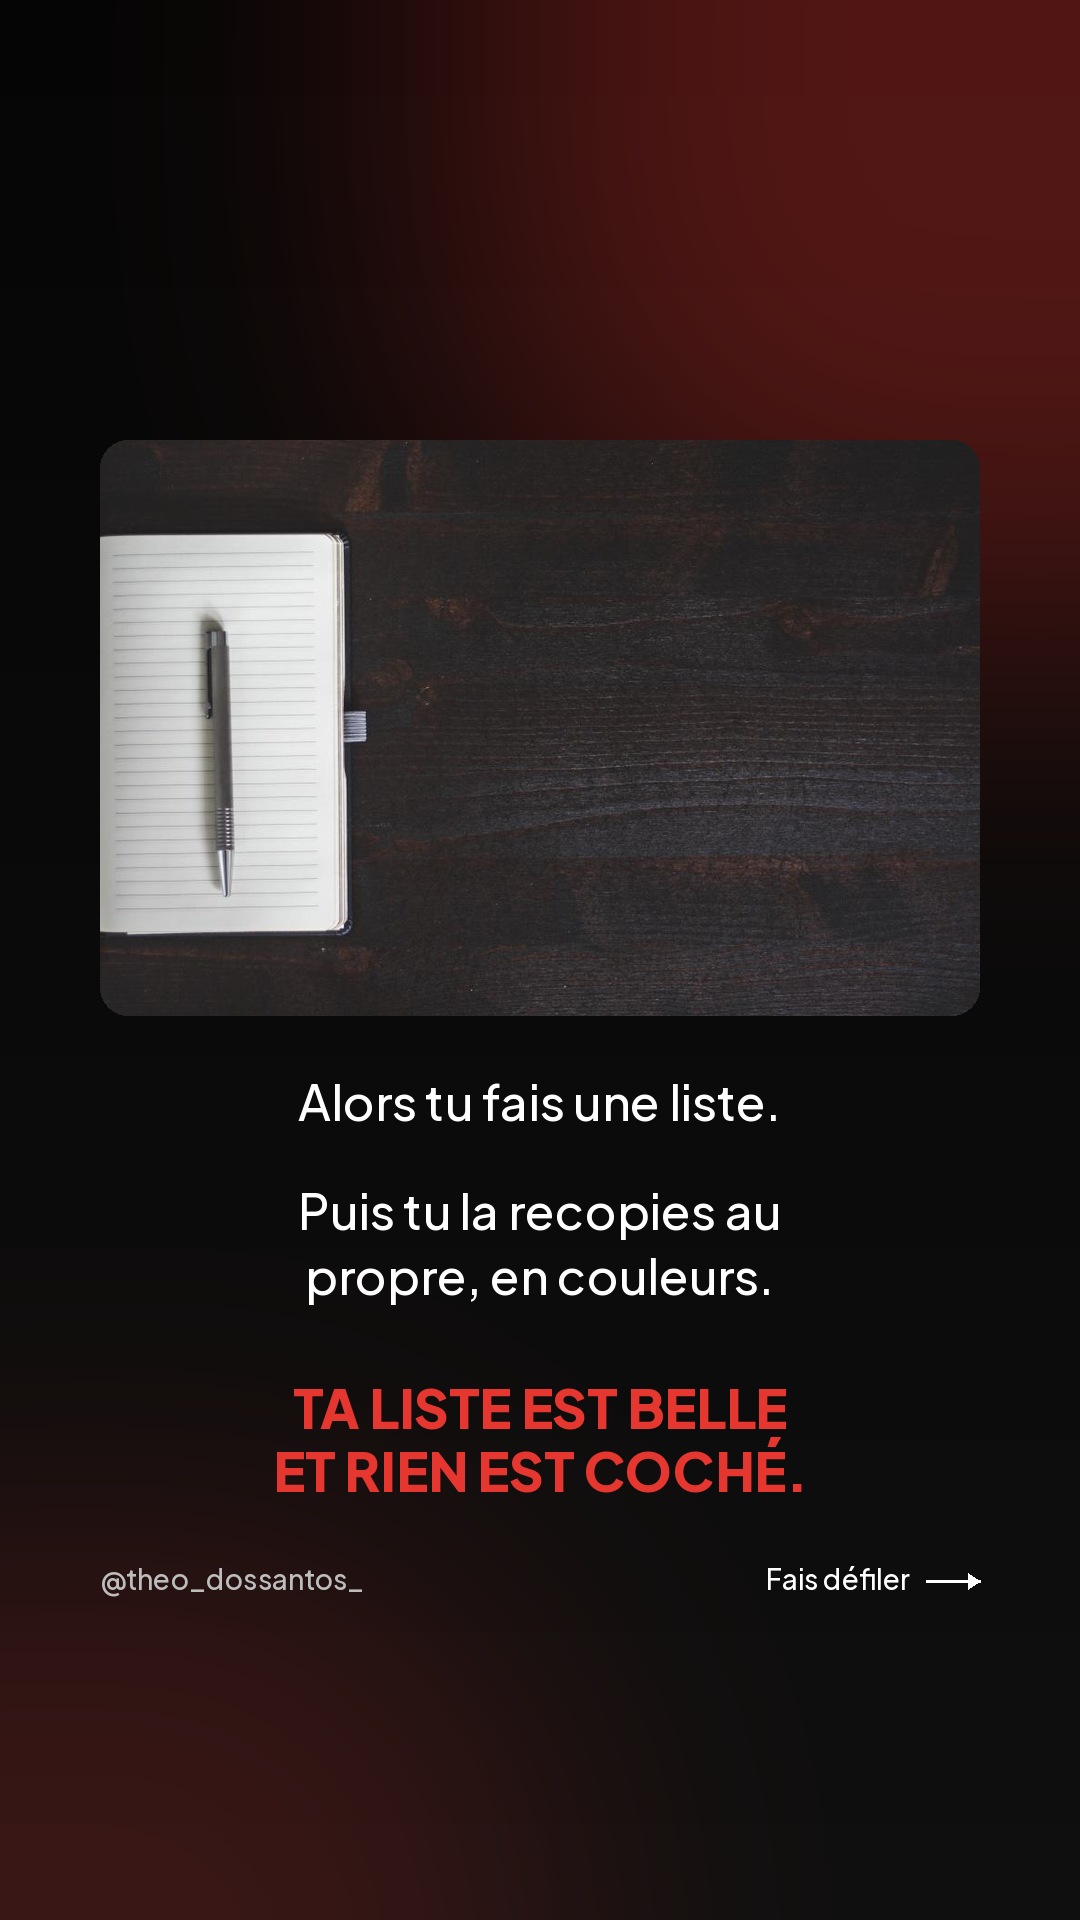 Alors tu fais une liste.
Puis tu la recopies au
propre, en couleurs.
TA LISTE EST BELLE
ET RIEN EST COCHÉ.
@theo_dossantos_
Fais défiler